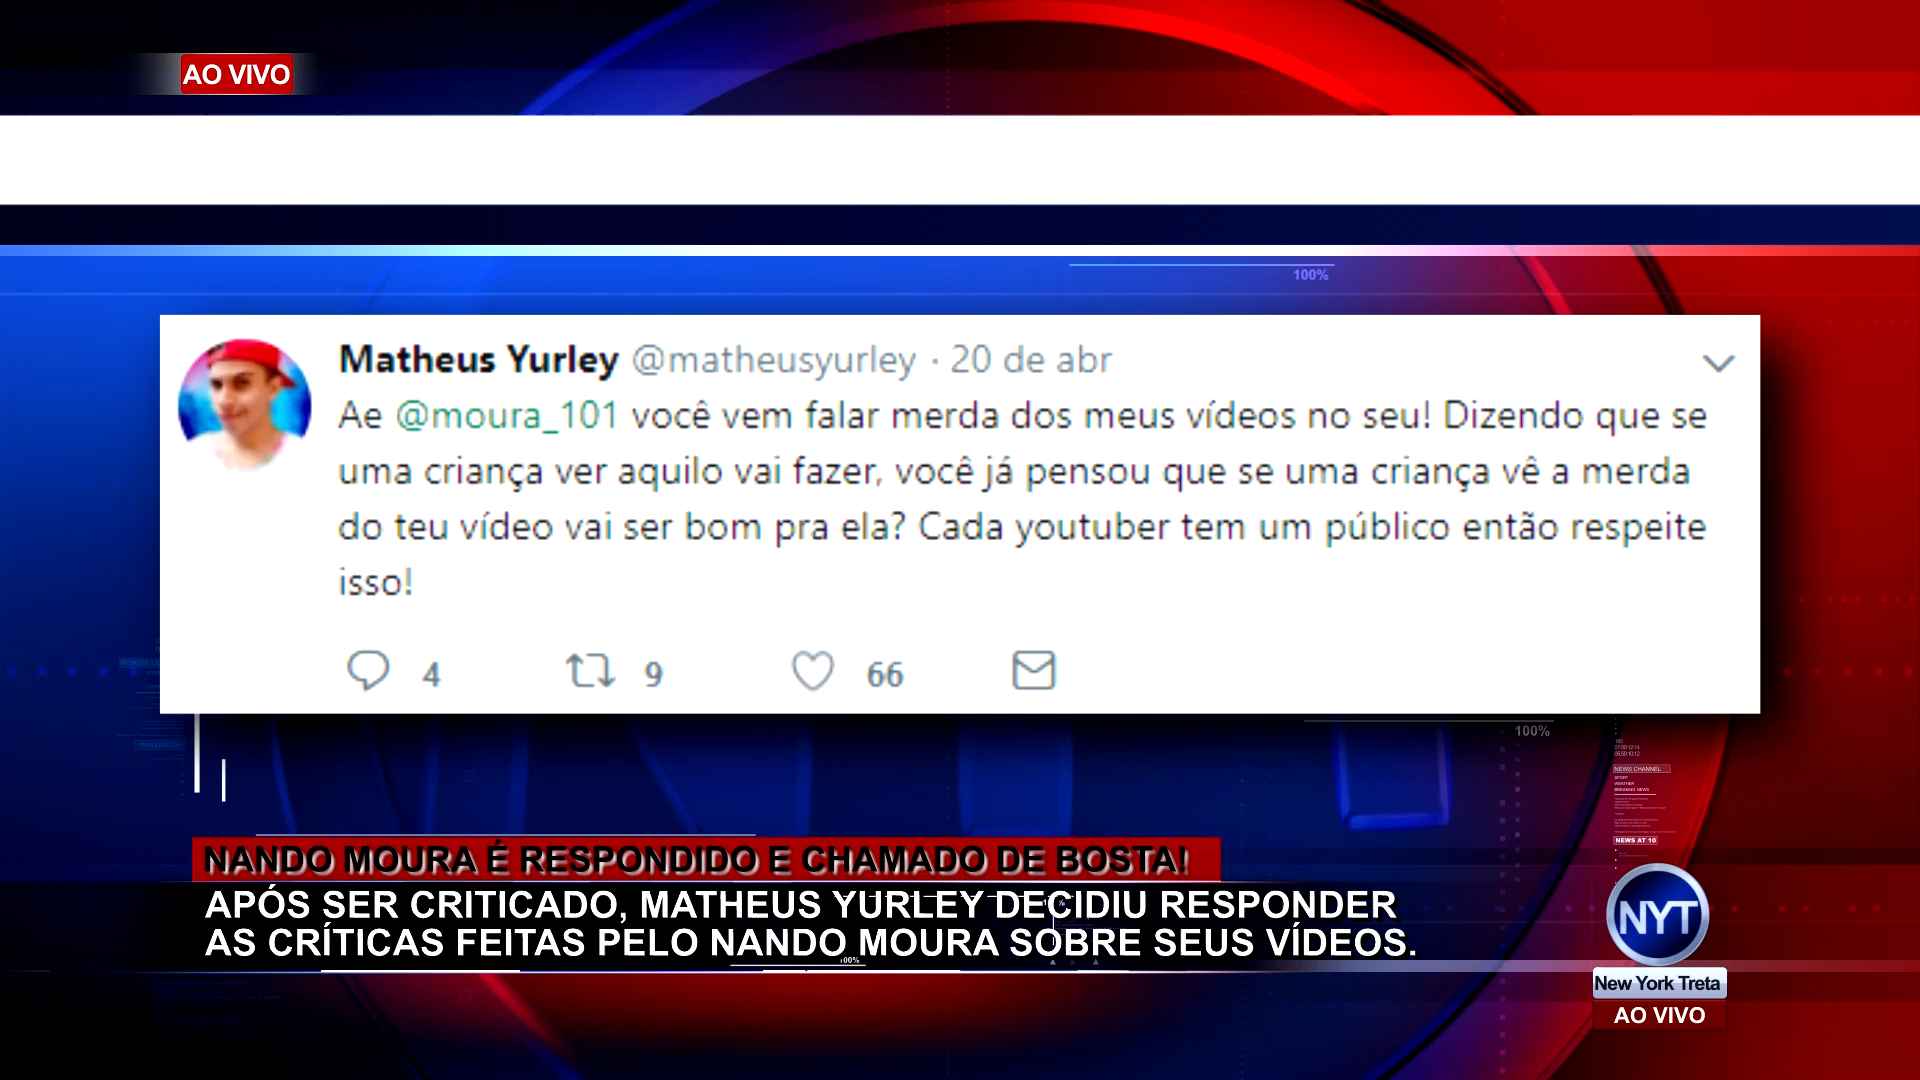 AO VIVO
100%
Matheus Yurley @matheusyurley · 20 de abr
Ae @moura_101 você vem falar merda dos meus vídeos no seu! Dizendo que se
uma criança ver aquilo vai fazer, você já pensou que se uma criança vê a merda
do teu vídeo vai ser bom pra ela? Cada youtuber tem um público então respeite
isso!
4 9 66
100%
NEWS CHANNEL
SPORT
WEATHER
BREAKING NEWS
NEWS AT 10
NANDO MOURA É RESPONDIDO E CHAMADO DE BOSTA!
APÓS SER CRITICADO, MATHEUS YURLEY DECIDIU RESPONDER
AS CRÍTICAS FEITAS PELO NANDO MOURA SOBRE SEUS VÍDEOS.
100%
NYT
New York Treta
AO VIVO